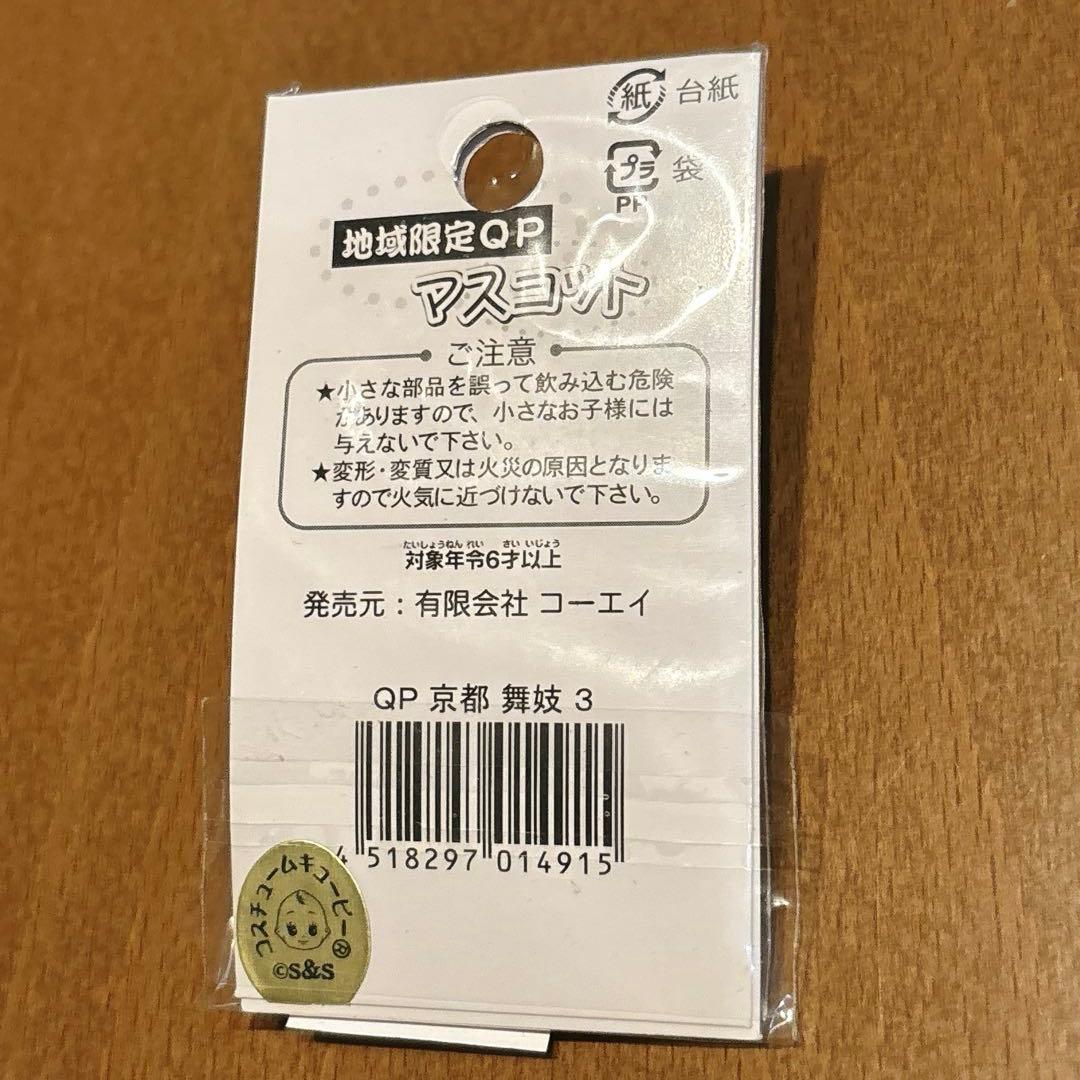 紙 台紙
プラ 袋
PP
地域限定QP
マスコット
ご注意
★小さな部品を誤って飲み込む危険
がありますので、小さなお子様には
与えないで下さい。
★変形・変質又は火災の原因となりま
すので火気に近づけないで下さい。
たいしょうねん れい さい いじょう
対象年令6才以上
発売元：有限会社 コーエイ
QP 京都 舞妓 3
4 518297 014915
コスチュームキューピー®
©S&S